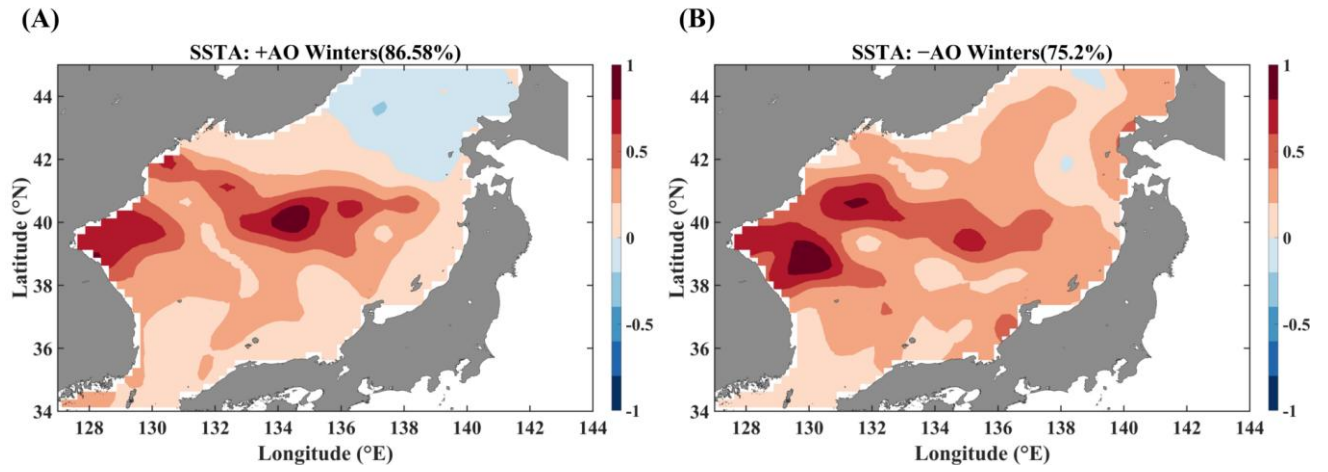 (A)
SSTA: +AO Winters(86.58%)
Latitude (°N)
44
42
40
38
36
34
128 130 132 134 136 138 140 142 144
Longitude (°E)
1
0.5
0
-0.5
-1
(B)
SSTA: −AO Winters(75.2%)
Latitude (°N)
44
42
40
38
36
34
128 130 132 134 136 138 140 142 144
Longitude (°E)
1
0.5
0
-0.5
-1